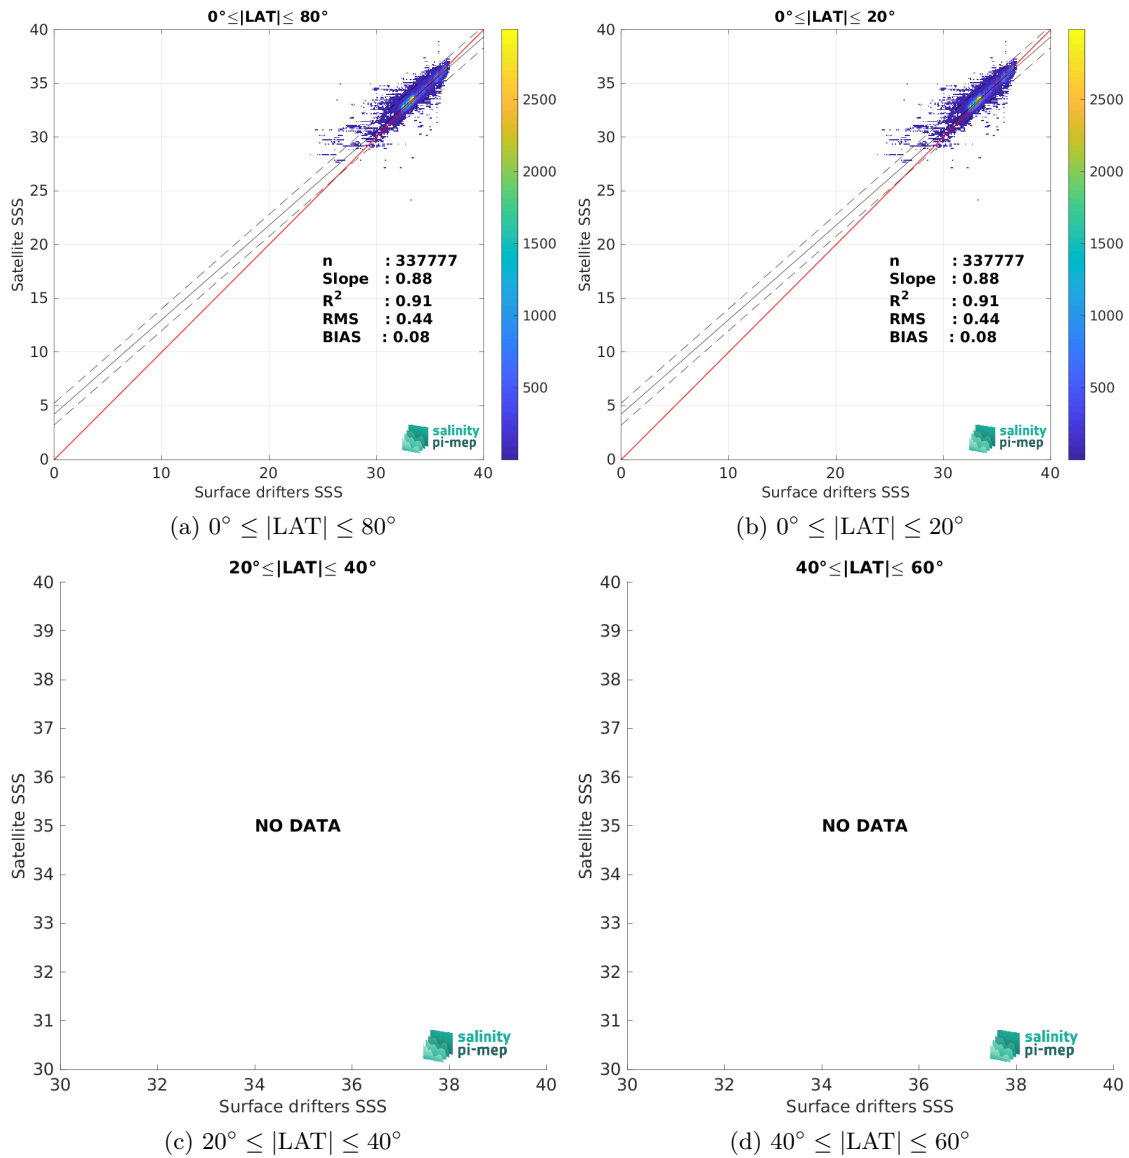 0°≤|LAT|≤ 80°
40
35
30
25
20
15
10
5
0
Satellite SSS
n : 337777
Slope : 0.88
R² : 0.91
RMS : 0.44
BIAS : 0.08
salinity
pi-mep
0 10 20 30 40
Surface drifters SSS
2500
2000
1500
1000
500
(a) 0° ≤ |LAT| ≤ 80°
0°≤|LAT|≤ 20°
40
35
30
25
20
15
10
5
0
Satellite SSS
n : 337777
Slope : 0.88
R² : 0.91
RMS : 0.44
BIAS : 0.08
salinity
pi-mep
0 10 20 30 40
Surface drifters SSS
2500
2000
1500
1000
500
(b) 0° ≤ |LAT| ≤ 20°
20°≤|LAT|≤ 40°
40
39
38
37
36
35
34
33
32
31
30
Satellite SSS
NO DATA
salinity
pi-mep
30 32 34 36 38 40
Surface drifters SSS
(c) 20° ≤ |LAT| ≤ 40°
40°≤|LAT|≤ 60°
40
39
38
37
36
35
34
33
32
31
30
Satellite SSS
NO DATA
salinity
pi-mep
30 32 34 36 38 40
Surface drifters SSS
(d) 40° ≤ |LAT| ≤ 60°